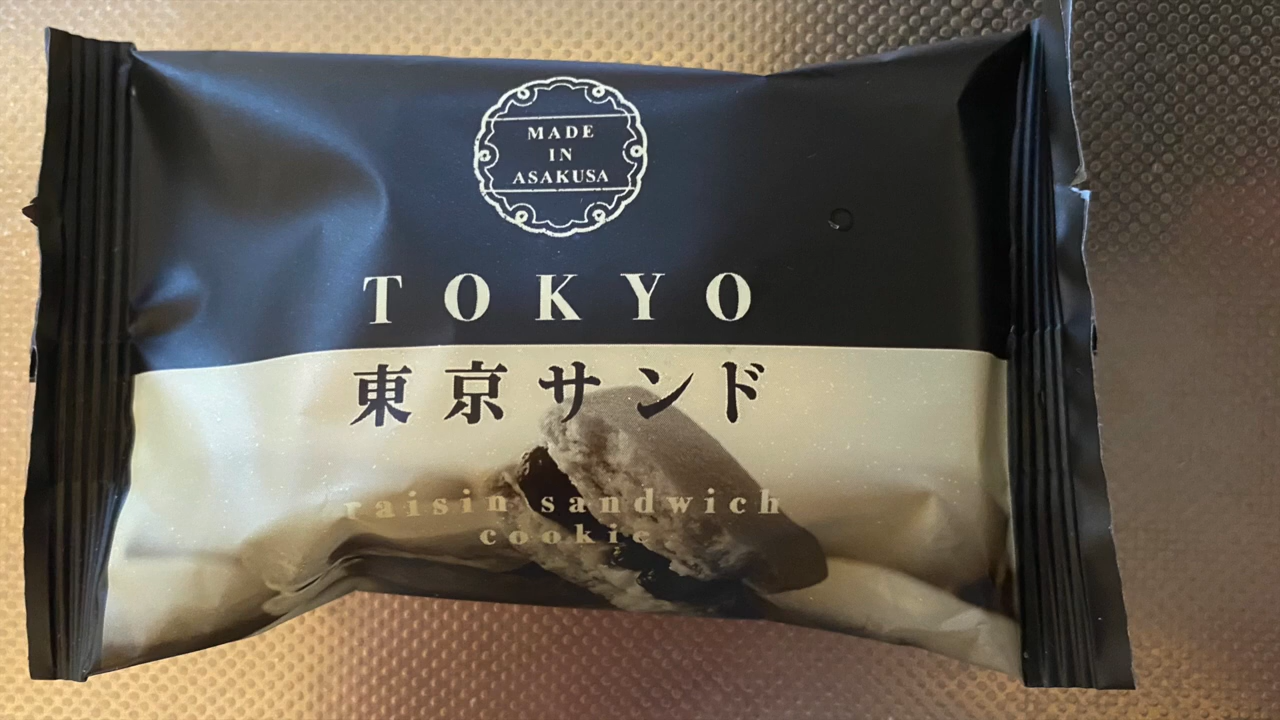 MADE
IN
ASAKUSA
TOKYO
東京サンド
raisin sandwich
cookie